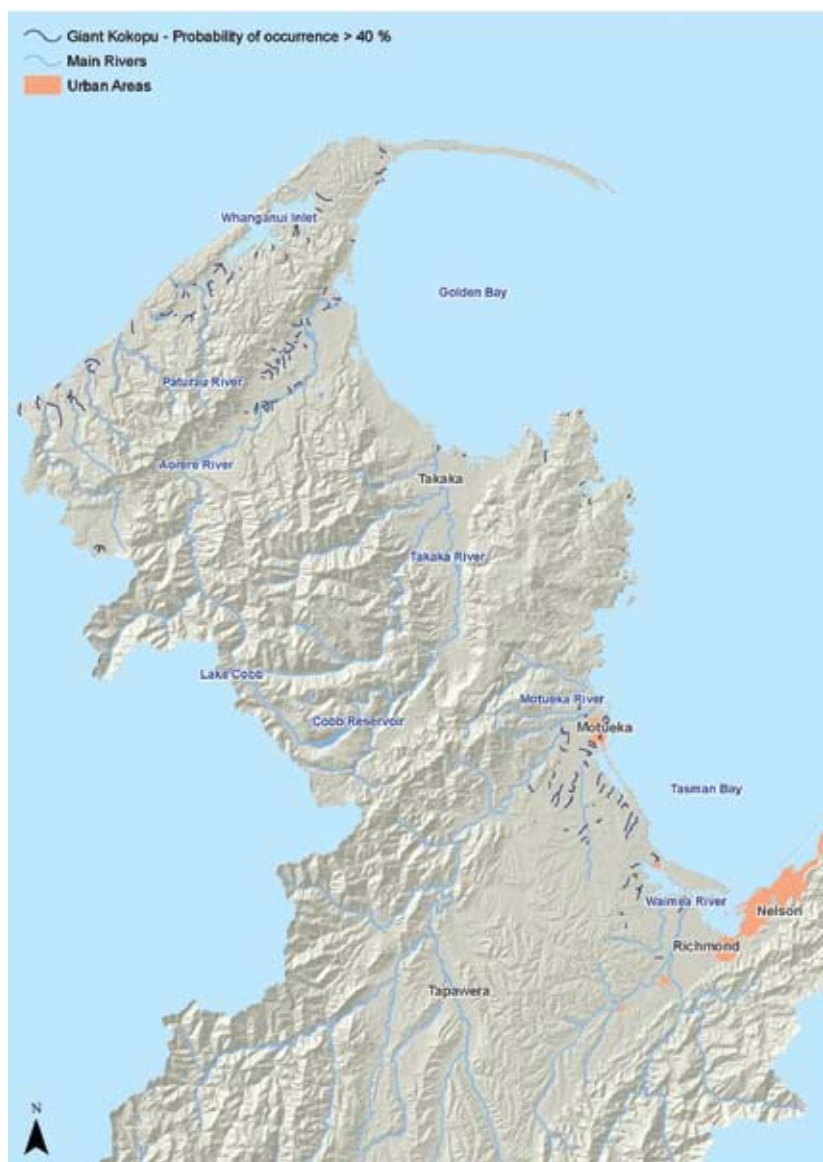 Giant Kokopu - Probability of occurrence > 40 %
Main Rivers
Urban Areas
Whanganui Inlet
Golden Bay
Paturau River
Aorere River
Takaka
Takaka River
Lake Cobb
Motueka River
Cobb Reservoir
Motueka
Tasman Bay
Waimea River
Nelson
Richmond
Tapawera
N